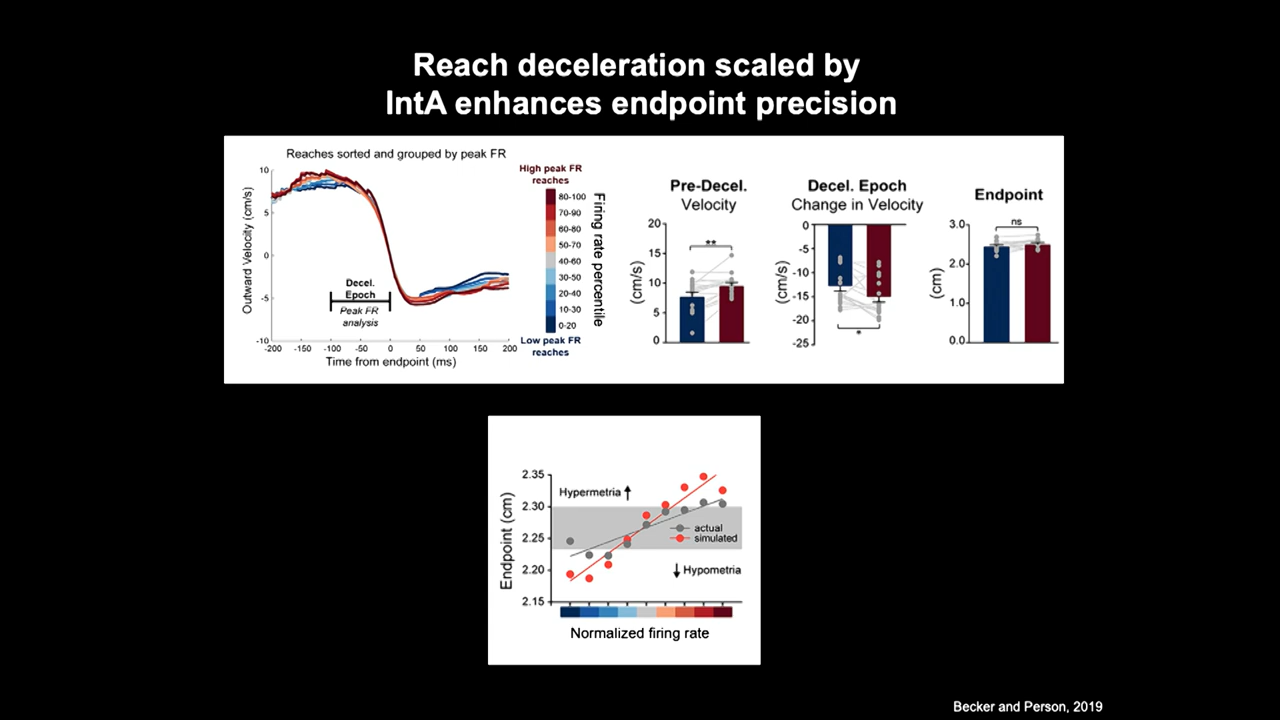 Reach deceleration scaled by
IntA enhances endpoint precision
Reaches sorted and grouped by peak FR
Outward Velocity (cm/s)
10
5
0
-5
-10
Decel.
Epoch
Peak FR
analysis
-200
-150
-100
-50
0
50
100
150
200
Time from endpoint (ms)
High peak FR
reaches
80-100
70-90
60-80
50-70
40-60
30-50
20-40
10-30
0-20
Low peak FR
reaches
Firing rate percentile
Pre-Decel.
Velocity
(cm/s)
20
15
10
5
0
**
Decel. Epoch
Change in Velocity
(cm/s)
0
-5
-10
-15
-20
-25
*
Endpoint
(cm)
3.0
2.0
1.0
0.0
ns
Endpoint (cm)
2.35
2.30
2.25
2.20
2.15
Hypermetria ↑
actual
simulated
↓ Hypometria
Normalized firing rate
Becker and Person, 2019